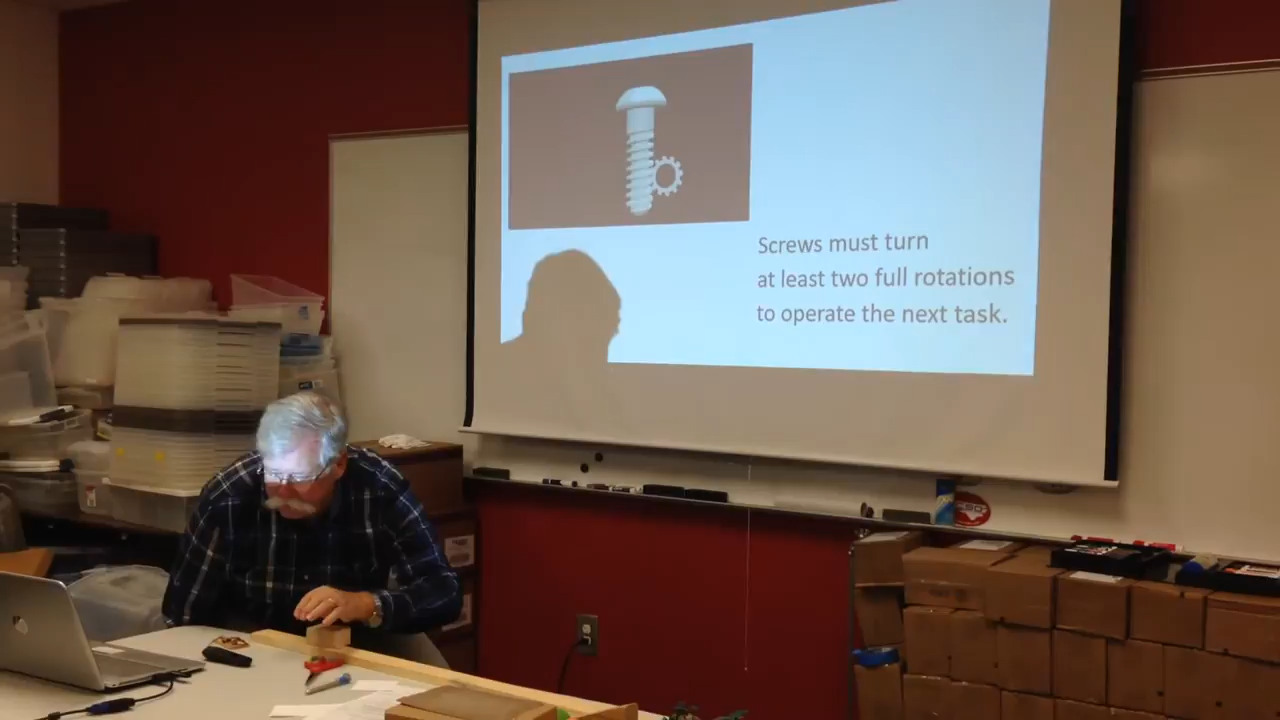 Screws must turn
at least two full rotations
to operate the next task.